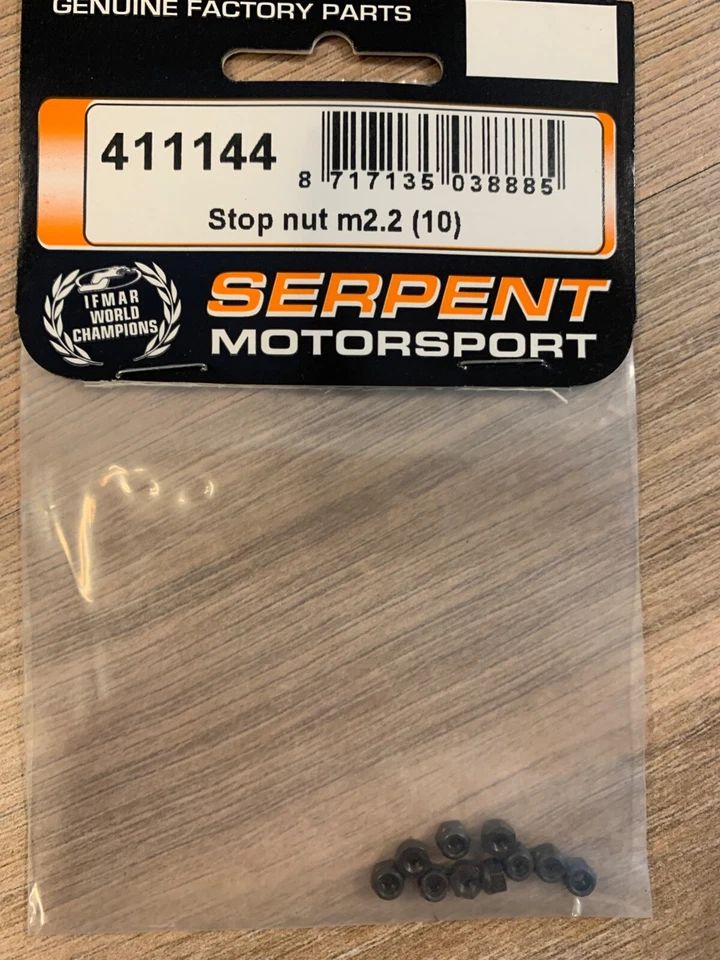 GENUINE FACTORY PARTS
411144
8 717135 038885
Stop nut m2.2 (10)
IFMAR
WORLD
CHAMPIONS
SERPENT
MOTORSPORT